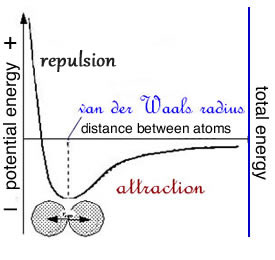 +
repulsion
van der Waals radius
distance between atoms
potential energy
total energy
attraction
—